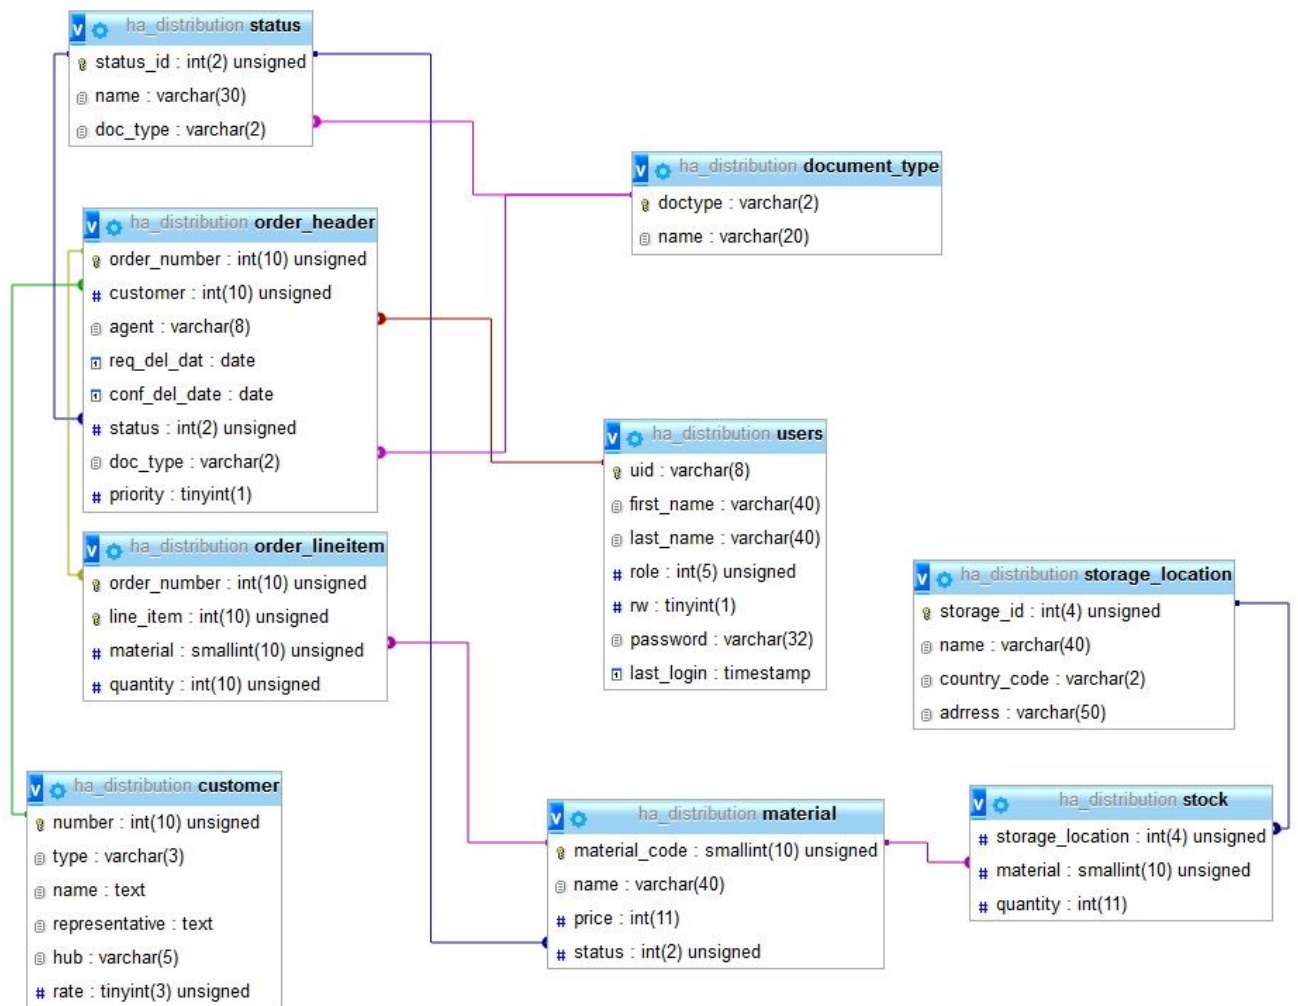 ha_distribution status
status_id : int(2) unsigned
name : varchar(30)
doc_type : varchar(2)
ha_distribution document_type
doctype : varchar(2)
name : varchar(20)
ha_distribution order_header
order_number : int(10) unsigned
customer : int(10) unsigned
agent : varchar(8)
req_del_dat : date
conf_del_date : date
status : int(2) unsigned
doc_type : varchar(2)
priority : tinyint(1)
ha_distribution users
uid : varchar(8)
first_name : varchar(40)
last_name : varchar(40)
role : int(5) unsigned
rw : tinyint(1)
password : varchar(32)
last_login : timestamp
ha_distribution order_lineitem
order_number : int(10) unsigned
line_item : int(10) unsigned
material : smallint(10) unsigned
quantity : int(10) unsigned
ha_distribution storage_location
storage_id : int(4) unsigned
name : varchar(40)
country_code : varchar(2)
adrress : varchar(50)
ha_distribution customer
number : int(10) unsigned
type : varchar(3)
name : text
representative : text
hub : varchar(5)
rate : tinyint(3) unsigned
ha_distribution material
material_code : smallint(10) unsigned
name : varchar(40)
price : int(11)
status : int(2) unsigned
ha_distribution stock
storage_location : int(4) unsigned
material : smallint(10) unsigned
quantity : int(11)